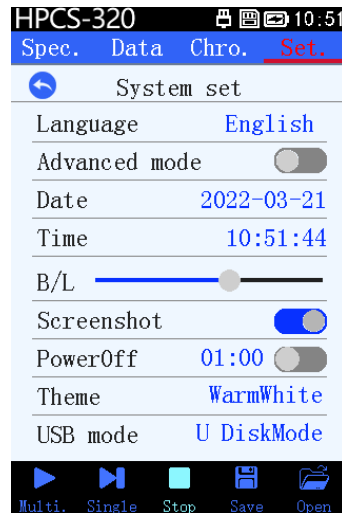 HPCS-320 10:51
Spec. Data Chro. Set.
System set
Language English
Advanced mode
Date 2022-03-21
Time 10:51:44
B/L
Screenshot
PowerOff 01:00
Theme WarmWhite
USB mode U DiskMode
Multi. Single Stop Save Open